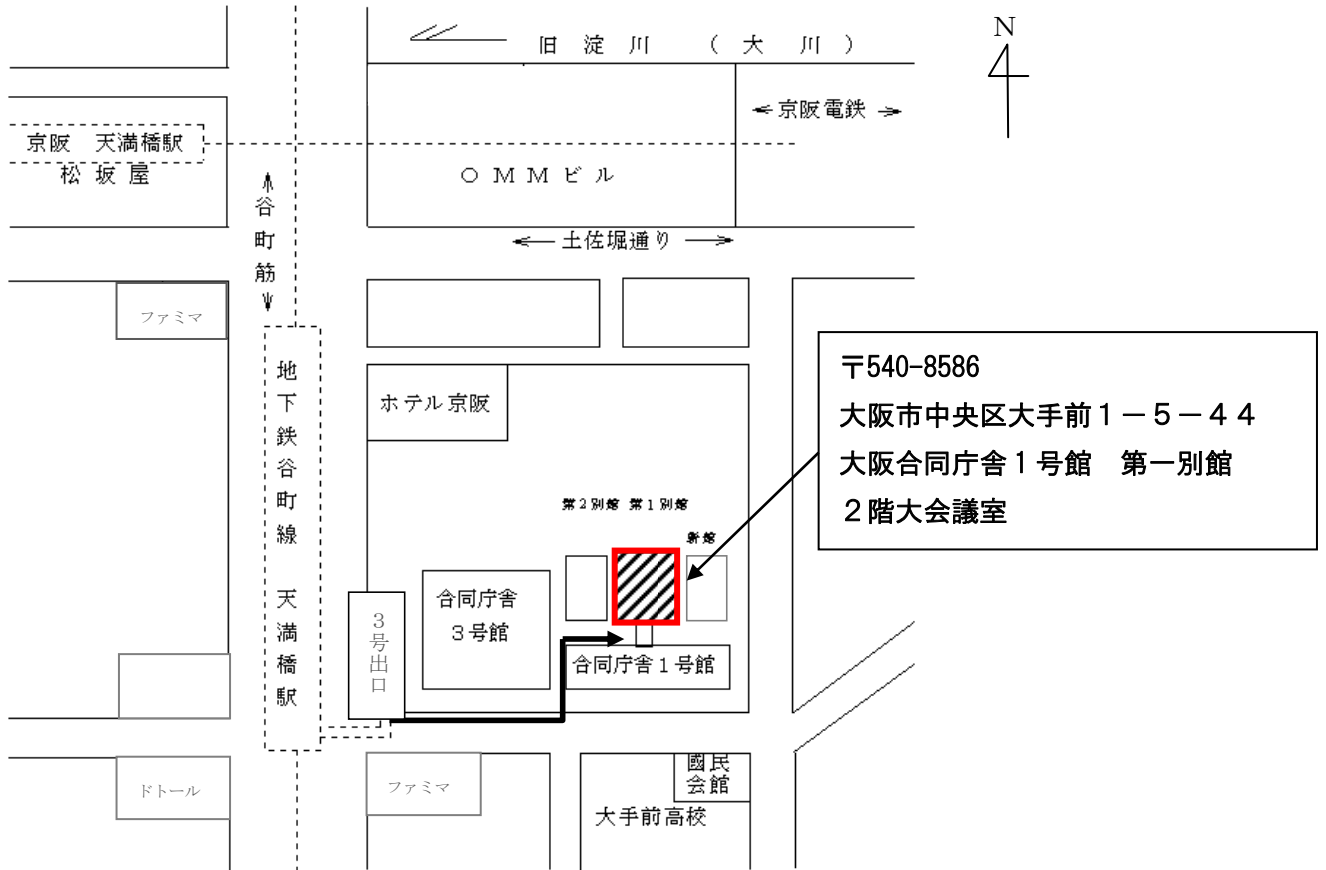 旧淀川（大川）
N
京阪電鉄
京阪 天満橋駅
松坂屋
OMMビル
谷町筋
土佐堀通り
ファミマ
地下鉄谷町線 天満橋駅
ホテル京阪
〒540-8586
大阪市中央区大手前１－５－４４
大阪合同庁舎１号館 第一別館
２階大会議室
第２別館 第１別館
新館
合同庁舎
３号館
3号出口
合同庁舎１号館
ドトール
ファミマ
國民
会館
大手前高校